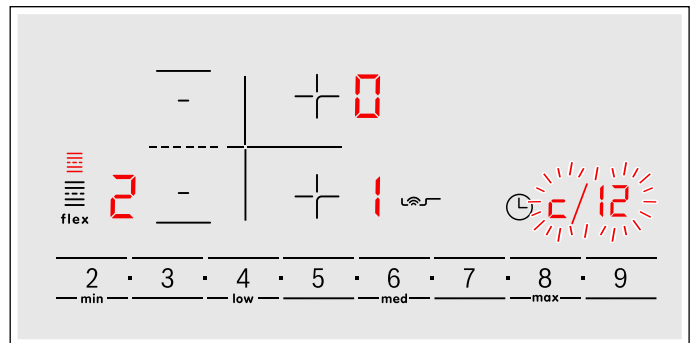 0
2 1 c/12
flex
2 · 3 · 4 · 5 · 6 · 7 · 8 · 9
min low med max